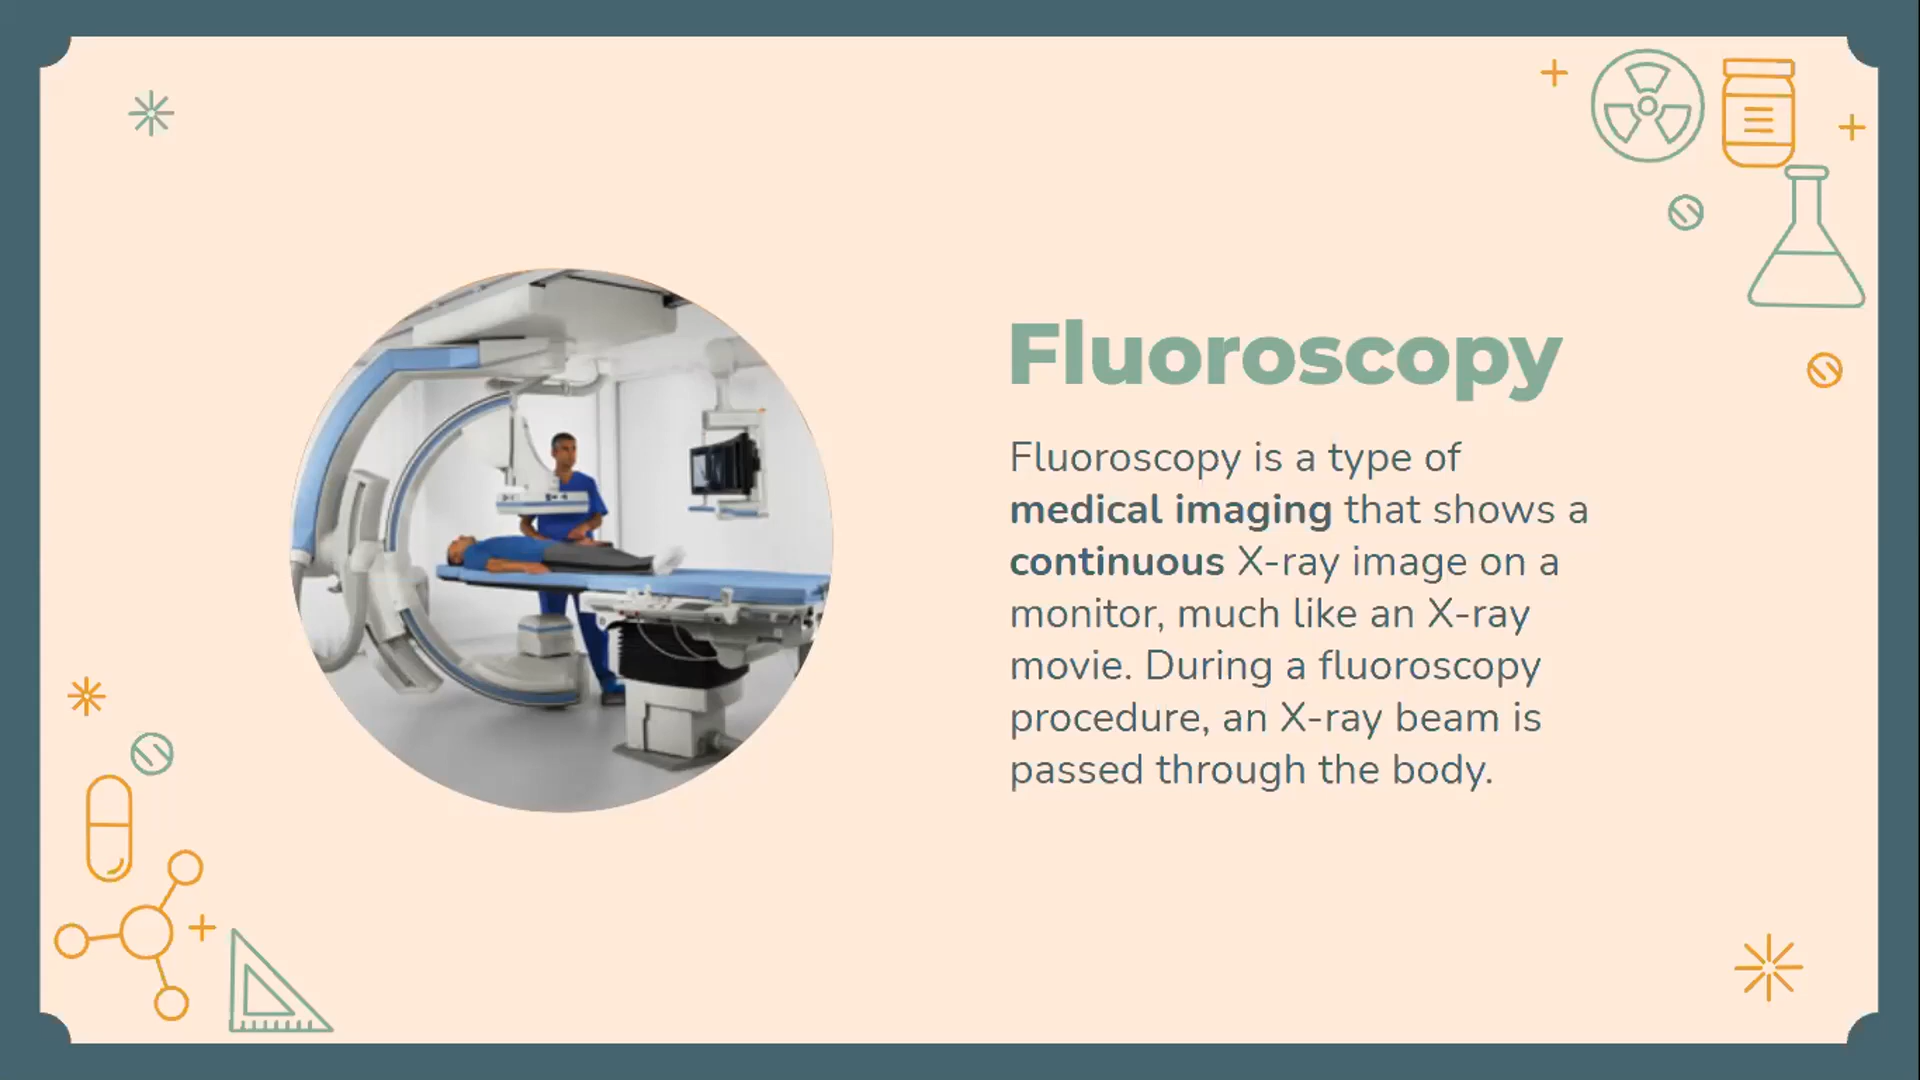 Fluoroscopy
Fluoroscopy is a type of
medical imaging that shows a
continuous X-ray image on a
monitor, much like an X-ray
movie. During a fluoroscopy
procedure, an X-ray beam is
passed through the body.